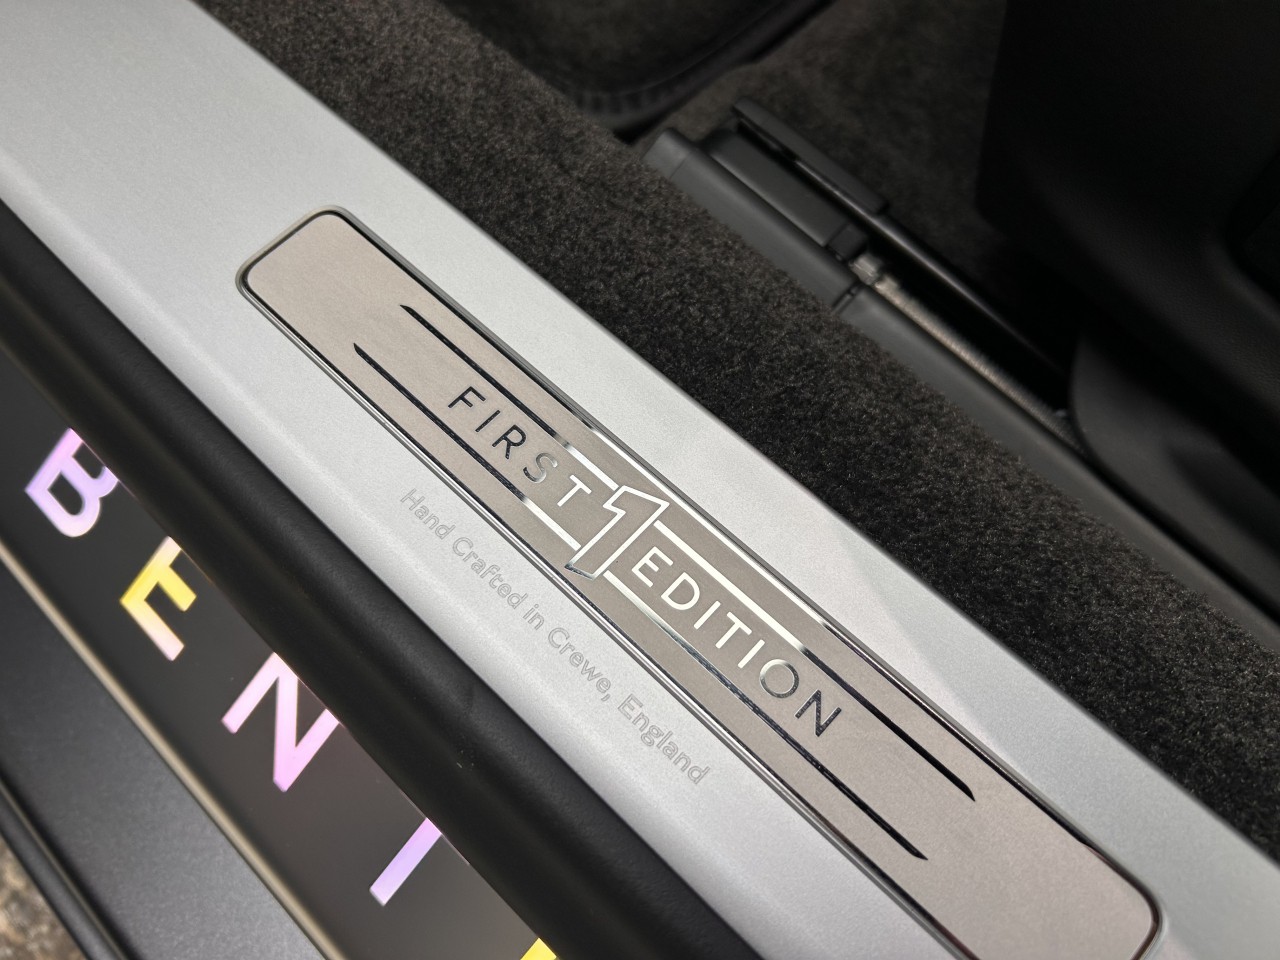 FIRST 1 EDITION
Hand Crafted in Crewe, England
BENT